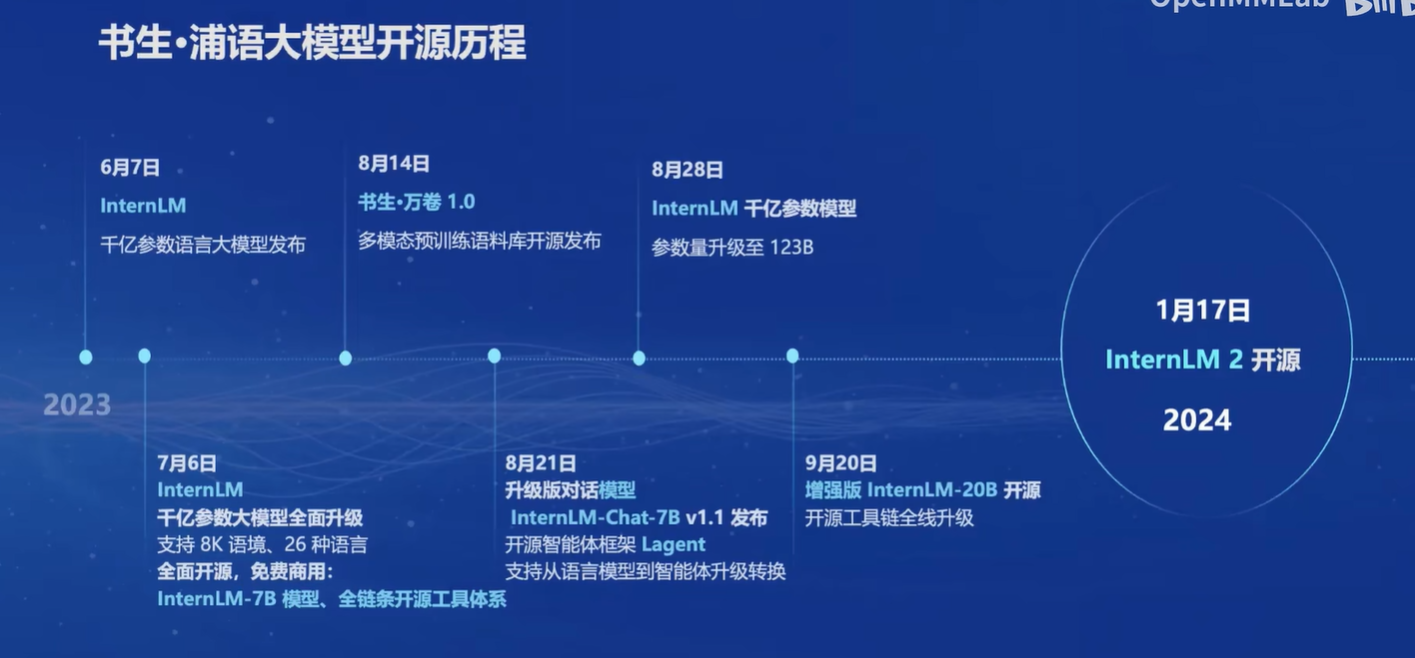 OpenMMLab
书生·浦语大模型开源历程
6月7日
InternLM
千亿参数语言大模型发布
8月14日
书生·万卷 1.0
多模态预训练语料库开源发布
8月28日
InternLM 千亿参数模型
参数量升级至 123B
1月17日
InternLM 2 开源
2024
2023
7月6日
InternLM
千亿参数大模型全面升级
支持 8K 语境、26 种语言
全面开源，免费商用：
InternLM-7B 模型、全链条开源工具体系
8月21日
升级版对话模型
InternLM-Chat-7B v1.1 发布
开源智能体框架 Lagent
支持从语言模型到智能体升级转换
9月20日
增强版 InternLM-20B 开源
开源工具链全线升级